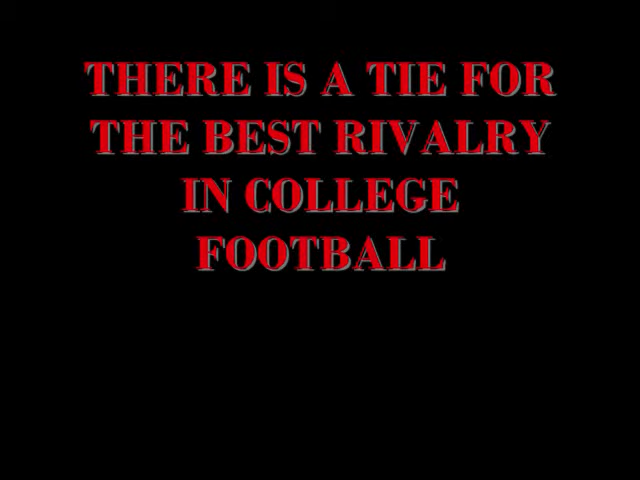 THERE IS A TIE FOR
THE BEST RIVALRY
IN COLLEGE
FOOTBALL